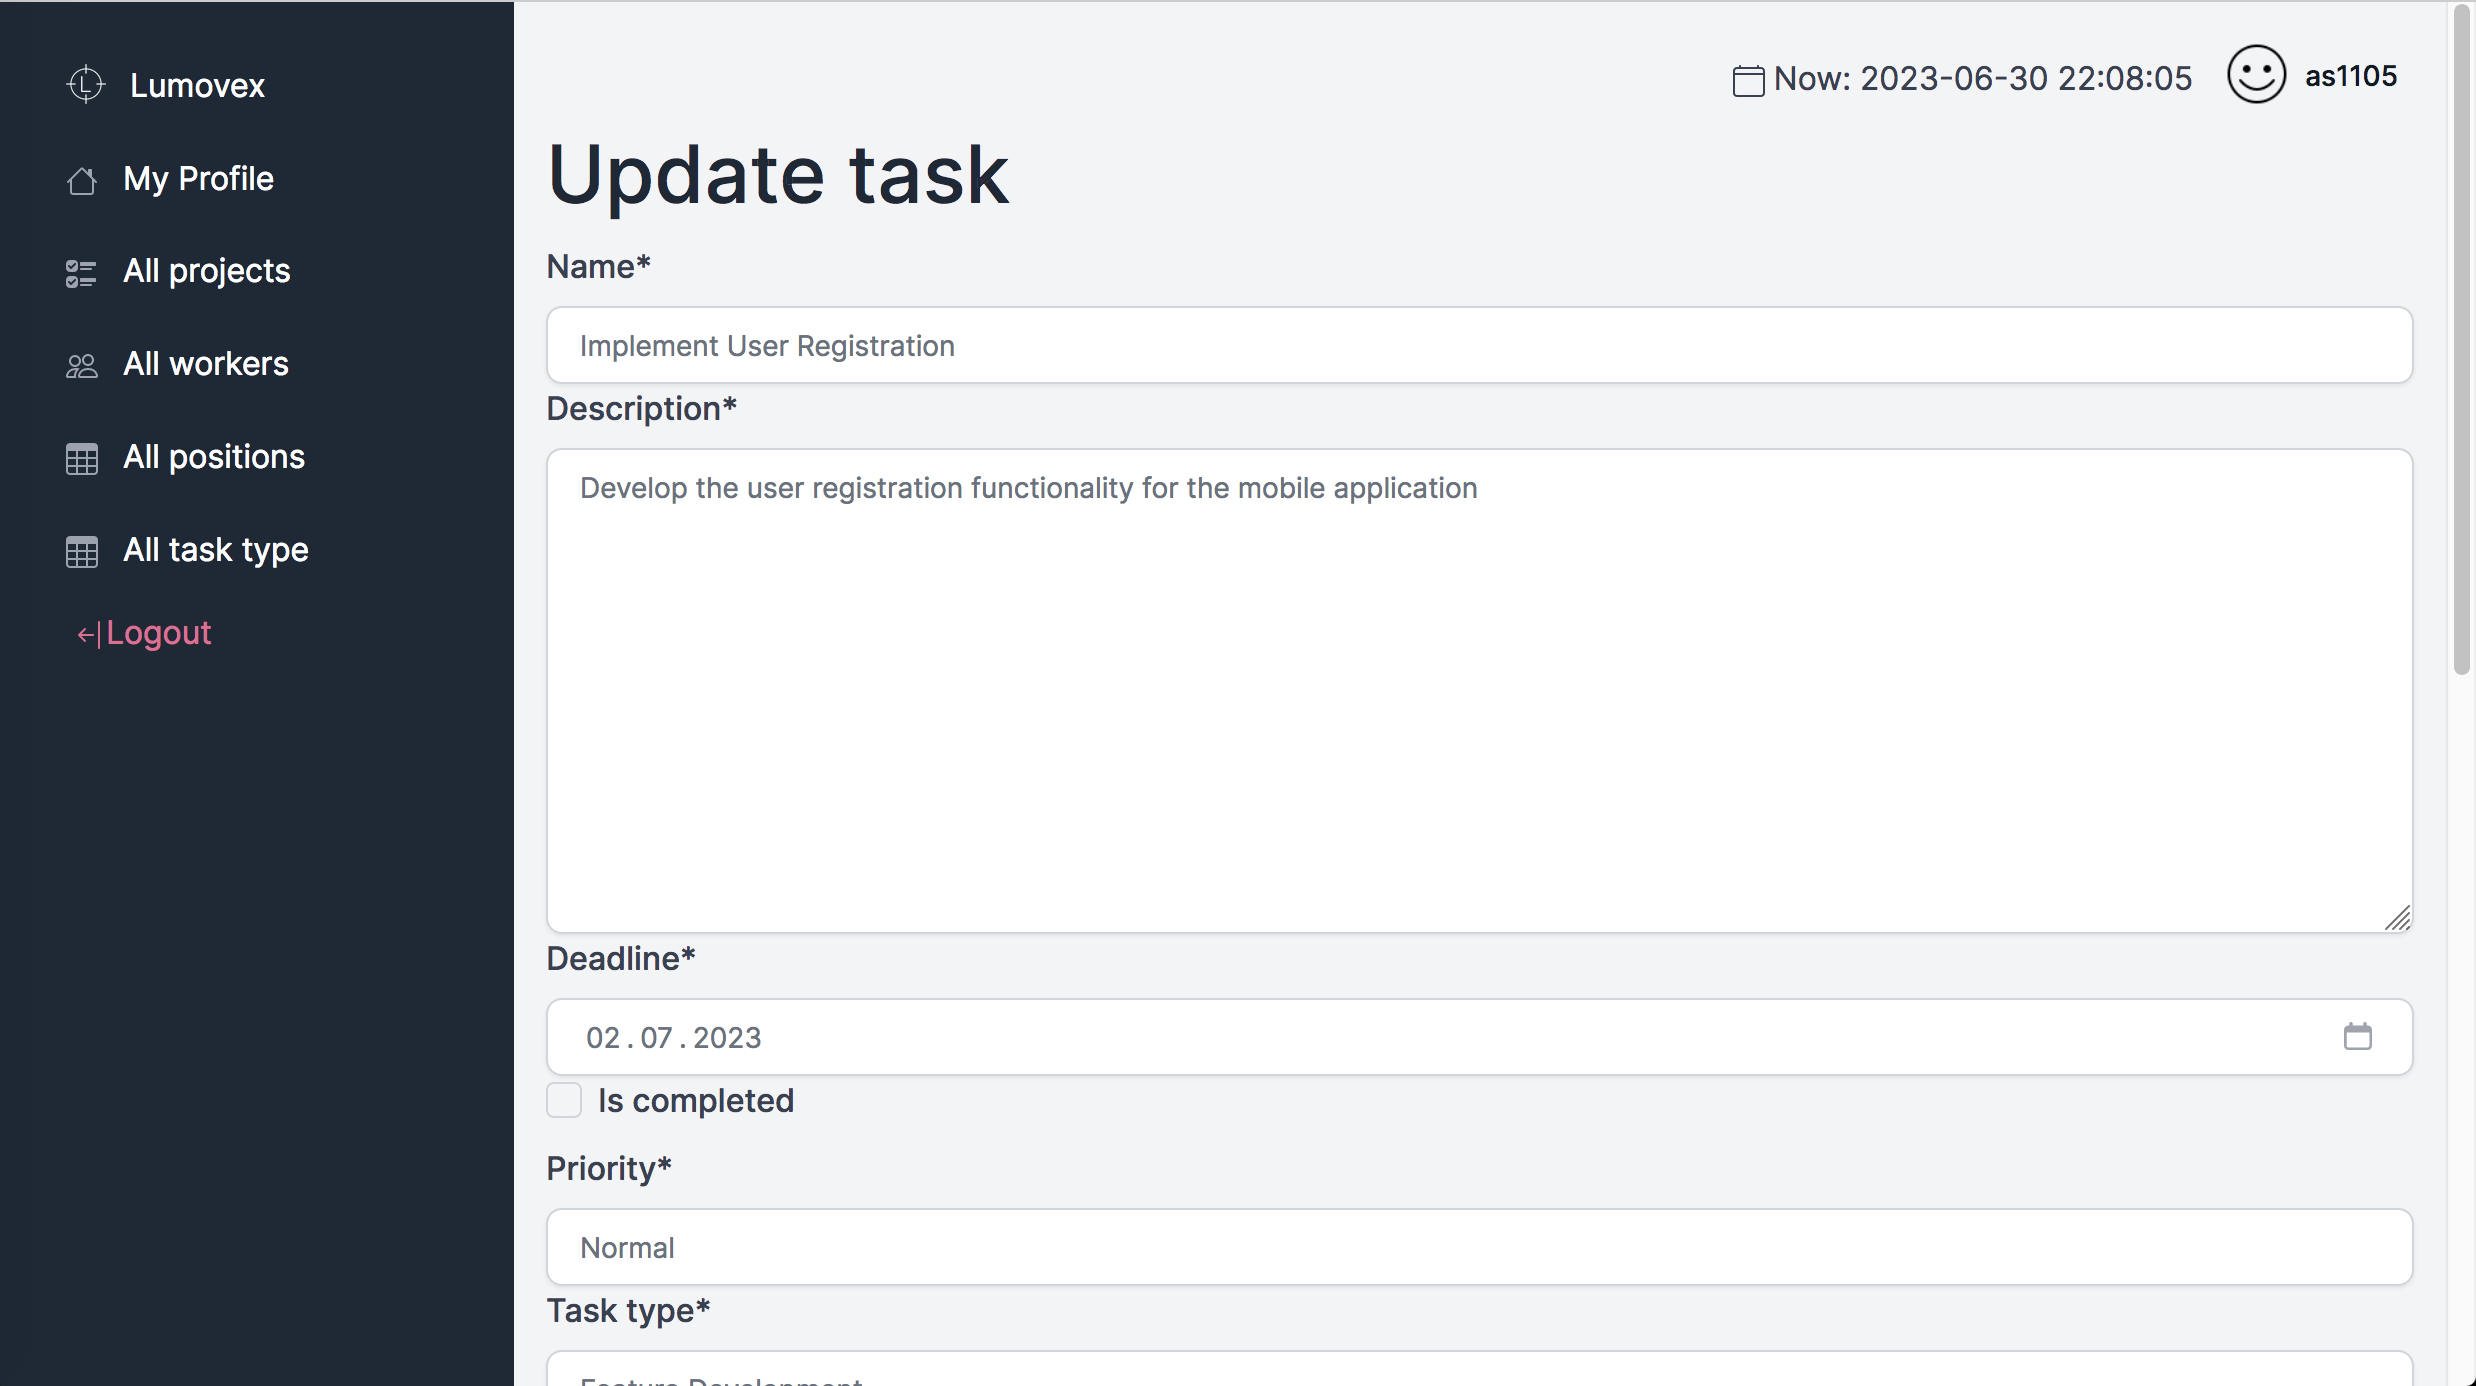 Lumovex
My Profile
All projects
All workers
All positions
All task type
Logout
Now: 2023-06-30 22:08:05
as1105
Update task
Name*
Implement User Registration
Description*
Develop the user registration functionality for the mobile application
Deadline*
02.07.2023
Is completed
Priority*
Normal
Task type*
Feature Development